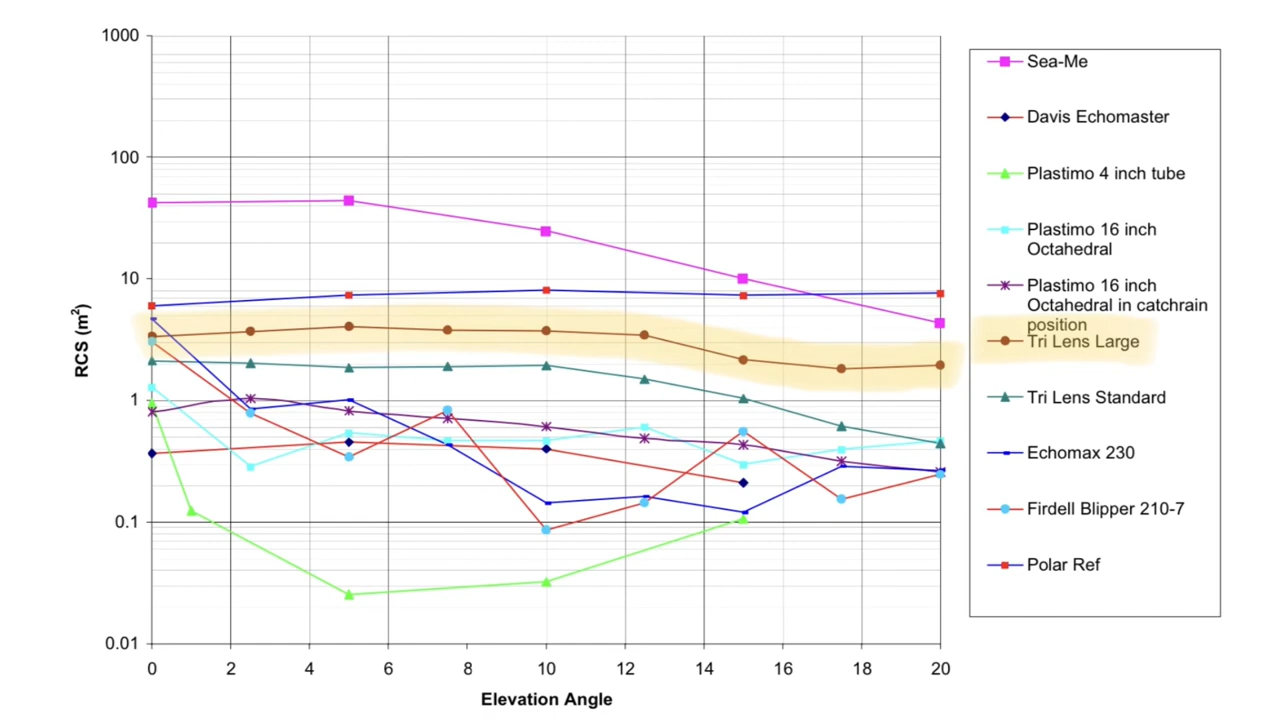 1000
100
10
1
0.1
0.01
RCS (m²)
0
2
4
6
8
10
12
14
16
18
20
Elevation Angle
Sea-Me
Davis Echomaster
Plastimo 4 inch tube
Plastimo 16 inch
Octahedral
Plastimo 16 inch
Octahedral in catchrain
position
Tri Lens Large
Tri Lens Standard
Echomax 230
Firdell Blipper 210-7
Polar Ref